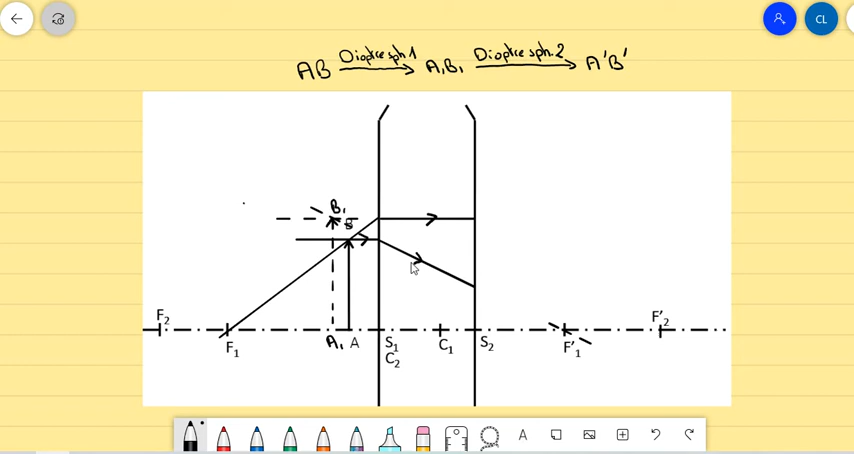 CL
AB Dioptre sph.1 A₁B₁ Dioptre sph.2 A'B'
B₁
B
F₂ F'₂
F₁ A₁ A S₁ C₁ S₂ F'₁
C₂
A